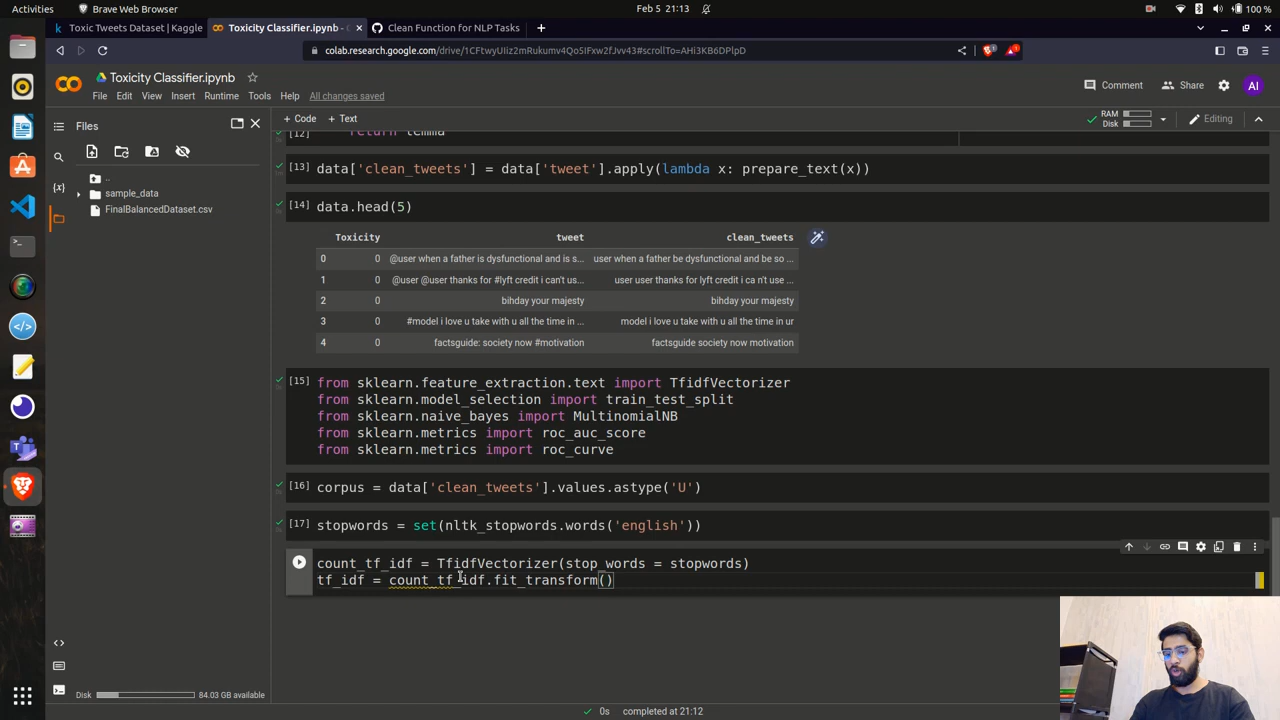 Activities
Brave Web Browser
Feb 5 21:13
100 %
Toxic Tweets Dataset | Kaggle
Toxicity Classifier.ipynb -
Clean Function for NLP Tasks
colab.research.google.com/drive/1CFtwyUIiz2mRukumv4Qo5IFxw2fJvv43#scrollTo=AHi3KB6DPlpD
Toxicity Classifier.ipynb
Comment
Share
AI
File Edit View Insert Runtime Tools Help All changes saved
Files
+ Code + Text
RAM
Disk
Editing
..
sample_data
FinalBalancedDataset.csv
[12] return lemma
[13] data['clean_tweets'] = data['tweet'].apply(lambda x: prepare_text(x))
[14] data.head(5)
Toxicity tweet clean_tweets
0 0 @user when a father is dysfunctional and is s... user when a father be dysfunctional and be so ...
1 0 @user @user thanks for #lyft credit i can't us... user user thanks for lyft credit i ca n't use ...
2 0 bihday your majesty bihday your majesty
3 0 #model i love u take with u all the time in ... model i love u take with u all the time in ur
4 0 factsguide: society now #motivation factsguide society now motivation
[15] from sklearn.feature_extraction.text import TfidfVectorizer
from sklearn.model_selection import train_test_split
from sklearn.naive_bayes import MultinomialNB
from sklearn.metrics import roc_auc_score
from sklearn.metrics import roc_curve
[16] corpus = data['clean_tweets'].values.astype('U')
[17] stopwords = set(nltk_stopwords.words('english'))
count_tf_idf = TfidfVectorizer(stop_words = stopwords)
tf_idf = count_tf_idf.fit_transform()
Disk
84.03 GB available
0s completed at 21:12